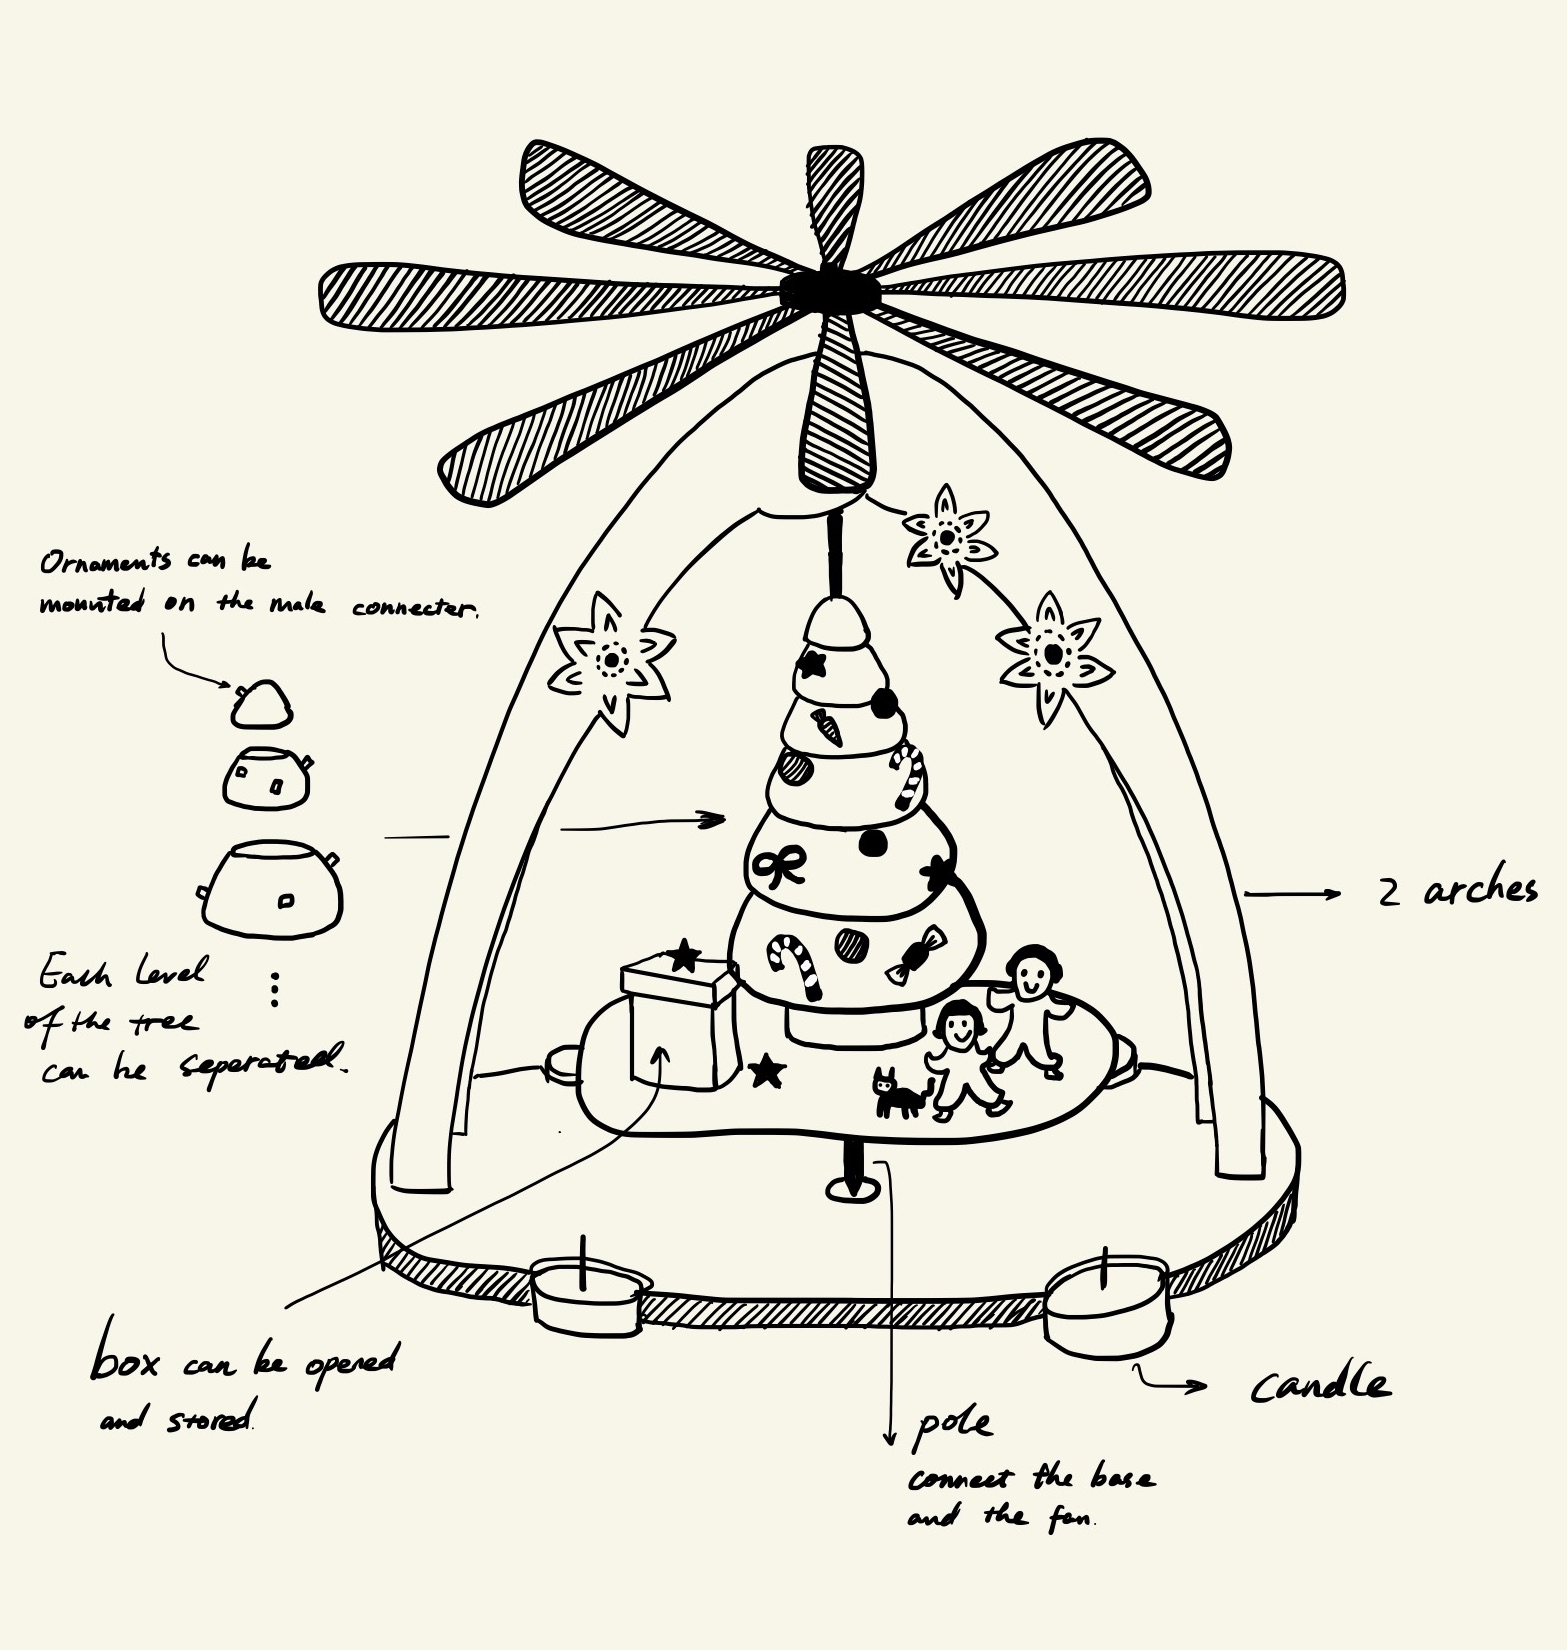 Ornaments can be
mounted on the male connecter.
Each level
of the tree
can be seperated.
2 arches
box can be opened
and stored.
candle
pole
connect the base
and the fan.